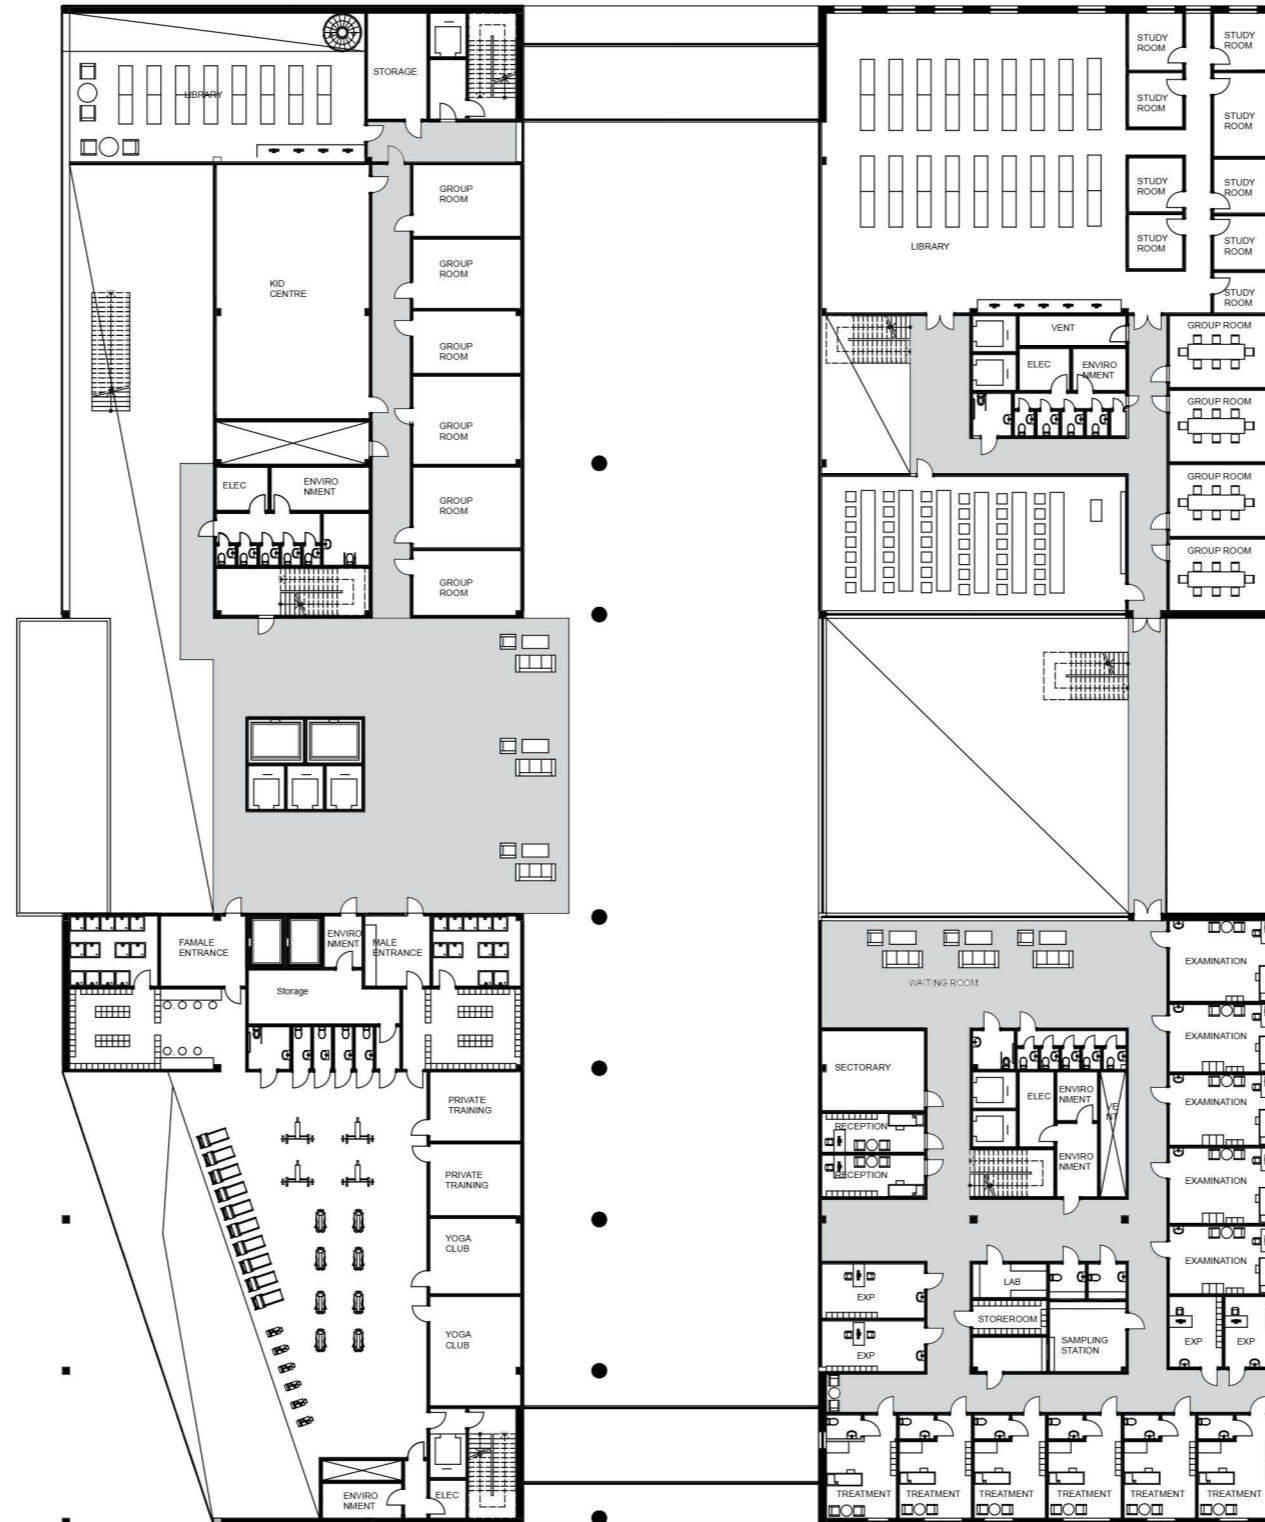 STORAGE
LIBRARY
GROUP
ROOM
GROUP
ROOM
KID
CENTRE
GROUP
ROOM
GROUP
ROOM
ELEC
ENVIRO
NMENT
GROUP
ROOM
GROUP
ROOM
FAMALE
ENTRANCE
ENVIRO
NMENT
MALE
ENTRANCE
Storage
PRIVATE
TRAINING
PRIVATE
TRAINING
YOGA
CLUB
YOGA
CLUB
ENVIRO
NMENT
ELEC
STUDY
ROOM
STUDY
ROOM
STUDY
ROOM
STUDY
ROOM
STUDY
ROOM
STUDY
ROOM
STUDY
ROOM
STUDY
ROOM
LIBRARY
STUDY
ROOM
VENT
GROUP ROOM
ELEC
ENVIRO
NMENT
GROUP ROOM
GROUP ROOM
GROUP ROOM
WAITING ROOM
EXAMINATION
EXAMINATION
SECTORARY
ELEC
ENVIRO
NMENT
VE
NT
EXAMINATION
RECEPTION
RECEPTION
ENVIRO
NMENT
EXAMINATION
EXAMINATION
LAB
EXP
STOREROOM
SAMPLING
STATION
EXP
EXP
EXP
TREATMENT
TREATMENT
TREATMENT
TREATMENT
TREATMENT
TREATMENT